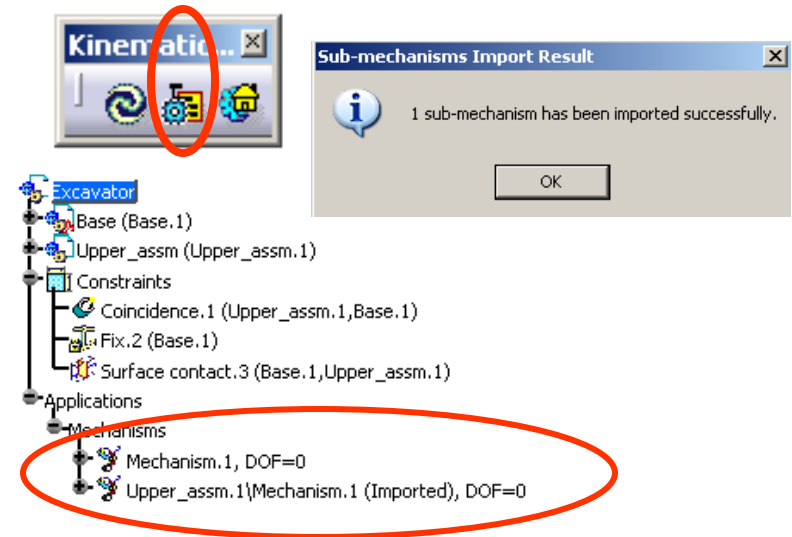 Kinematic... 
Sub-mechanisms Import Result
1 sub-mechanism has been imported successfully.
OK
Excavator
Base (Base.1)
Upper_assm (Upper_assm.1)
Constraints
Coincidence.1 (Upper_assm.1,Base.1)
Fix.2 (Base.1)
Surface contact.3 (Base.1,Upper_assm.1)
Applications
Mechanisms
Mechanism.1, DOF=0
Upper_assm.1\Mechanism.1 (Imported), DOF=0